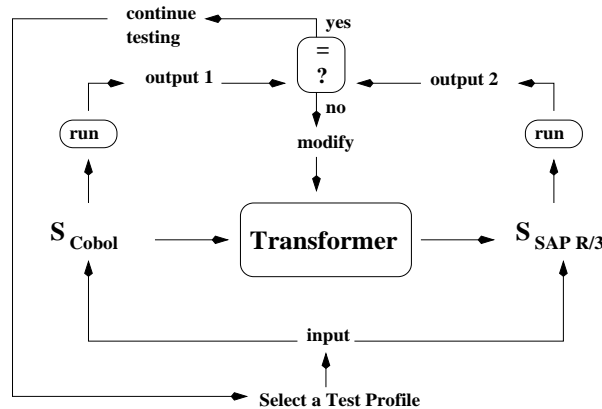 continue
testing
yes
=
?
output 1
output 2
no
run
run
modify
S Cobol
Transformer
S SAP R/3
input
Select a Test Profile